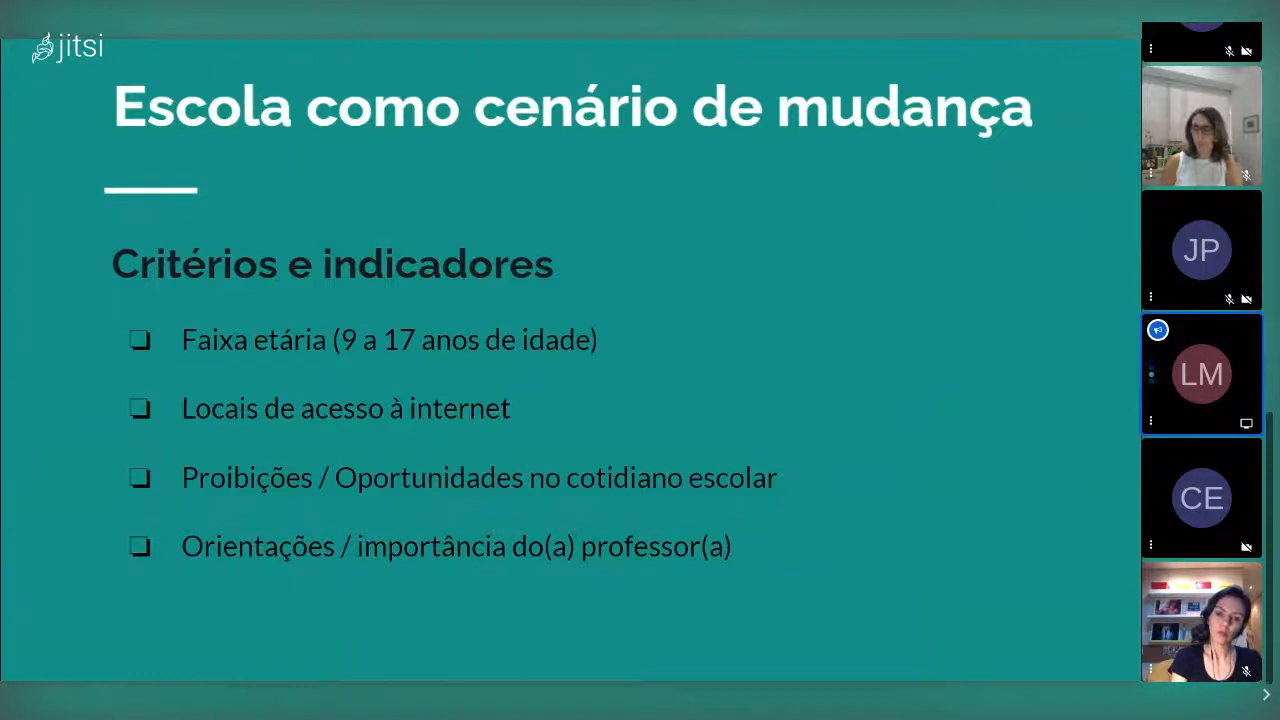 jitsi
Escola como cenário de mudança
Critérios e indicadores
Faixa etária (9 a 17 anos de idade)
Locais de acesso à internet
Proibições / Oportunidades no cotidiano escolar
Orientações / importância do(a) professor(a)
JP
LM
CE